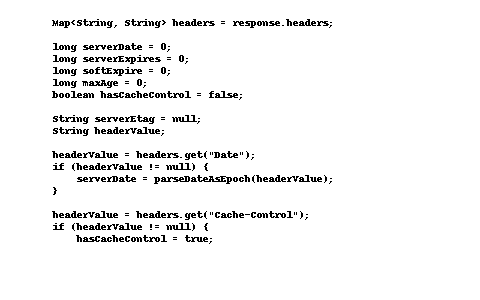 Map<String, String> headers = response.headers;

long serverDate = 0;
long serverExpires = 0;
long softExpire = 0;
long maxAge = 0;
boolean hasCacheControl = false;

String serverEtag = null;
String headerValue;

headerValue = headers.get("Date");
if (headerValue != null) {
    serverDate = parseDateAsEpoch(headerValue);
}

headerValue = headers.get("Cache-Control");
if (headerValue != null) {
    hasCacheControl = true;